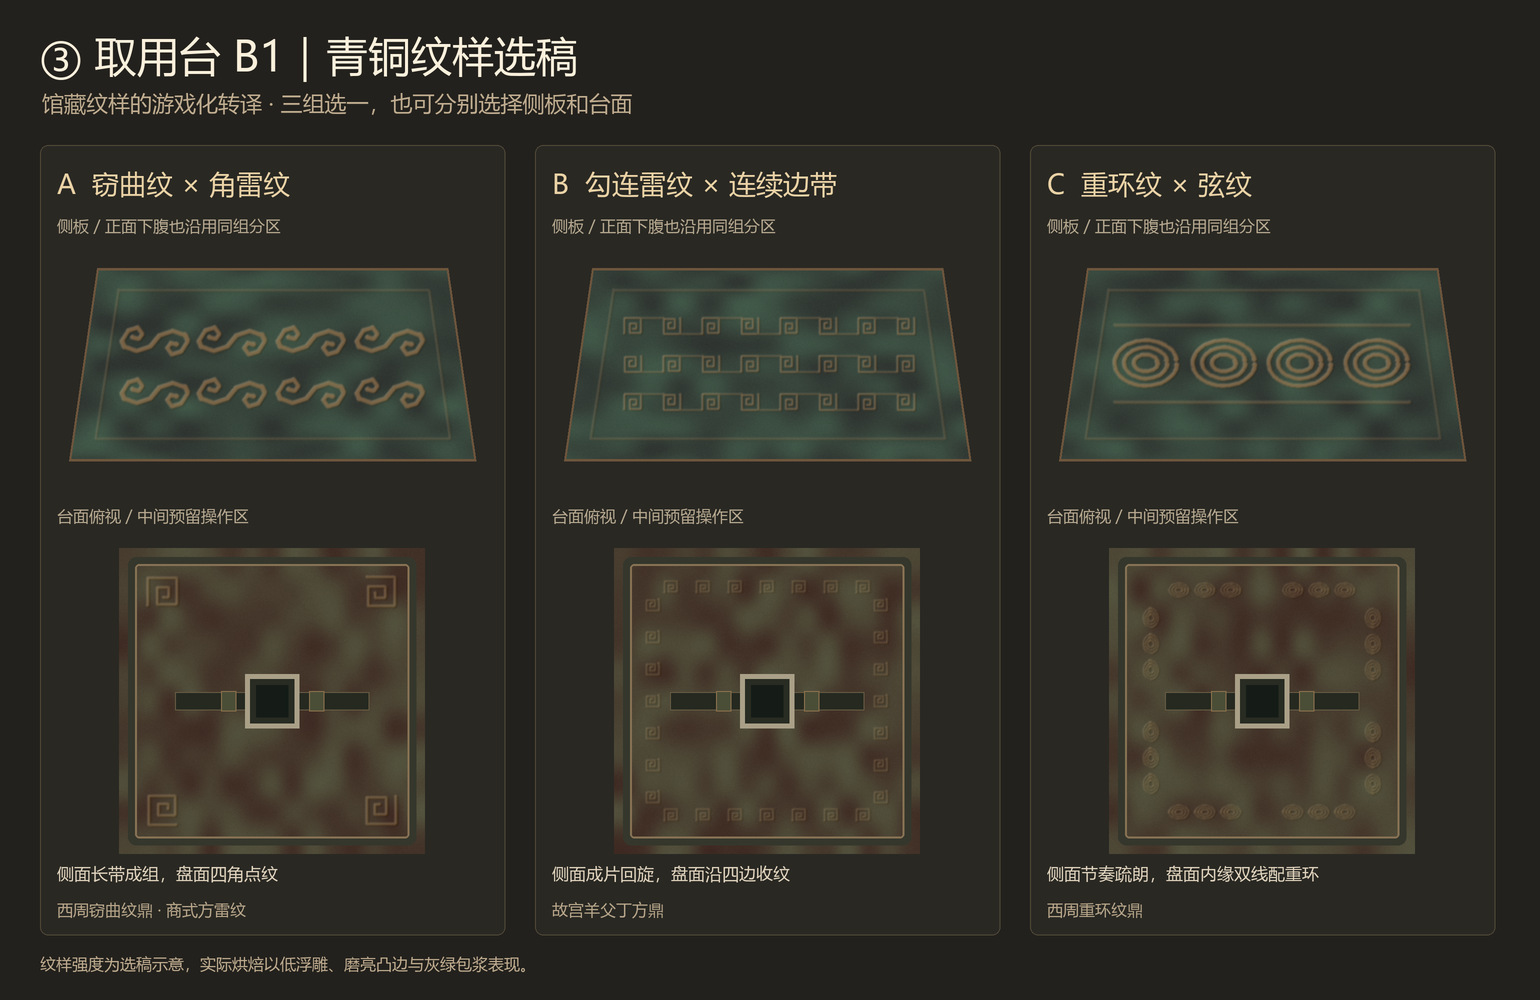 ③ 取用台 B1｜青铜纹样选稿
馆藏纹样的游戏化转译 · 三组选一，也可分别选择侧板和台面
A 窃曲纹 × 角雷纹
侧板 / 正面下腹也沿用同组分区
台面俯视 / 中间预留操作区
侧面长带成组，盘面四角点纹
西周窃曲纹鼎 · 商式方雷纹
B 勾连雷纹 × 连续边带
侧板 / 正面下腹也沿用同组分区
台面俯视 / 中间预留操作区
侧面成片回旋，盘面沿四边收纹
故宫羊父丁方鼎
C 重环纹 × 弦纹
侧板 / 正面下腹也沿用同组分区
台面俯视 / 中间预留操作区
侧面节奏疏朗，盘面内缘双线配重环
西周重环纹鼎
纹样强度为选稿示意，实际烘焙以低浮雕、磨亮凸边与灰绿包浆表现。